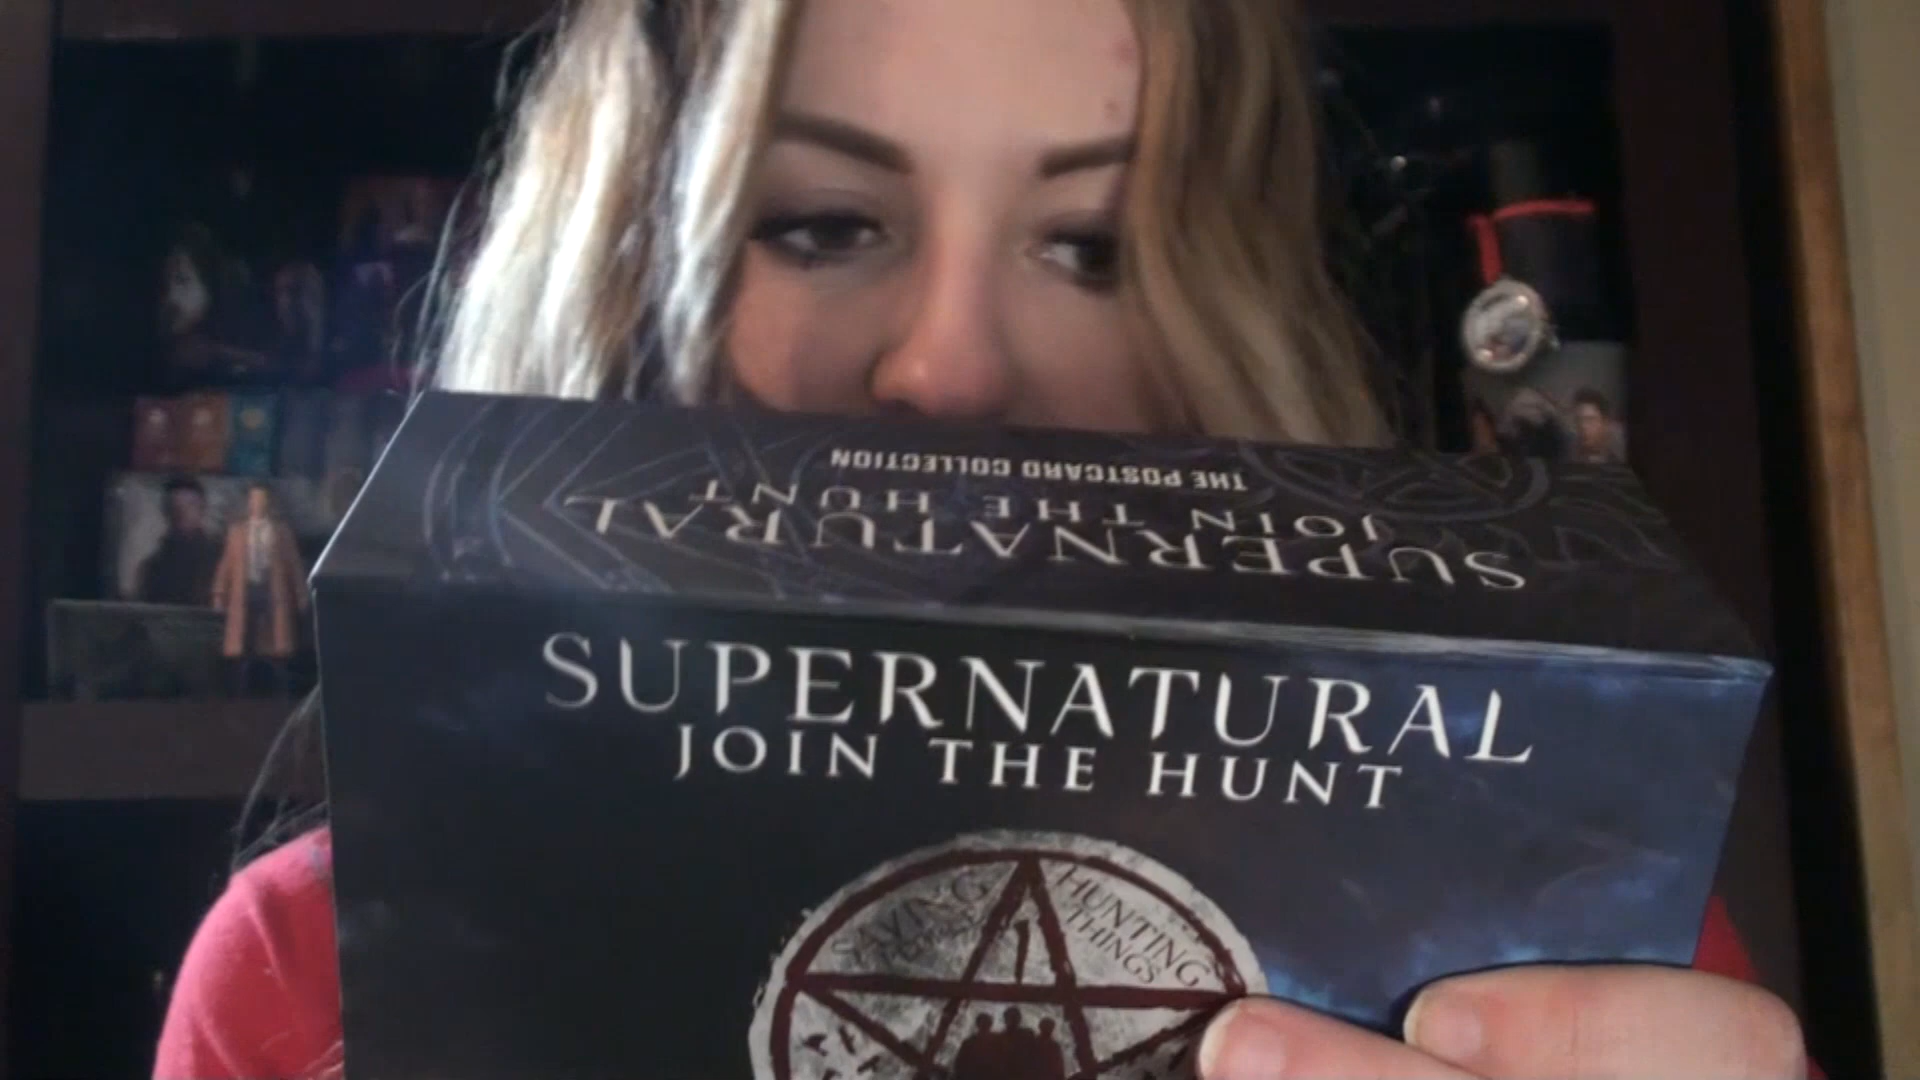 THE POSTCARD COLLECTION
JOIN THE HUNT
SUPERNATURAL
SUPERNATURAL
JOIN THE HUNT
SAVING
HUNTING
THINGS